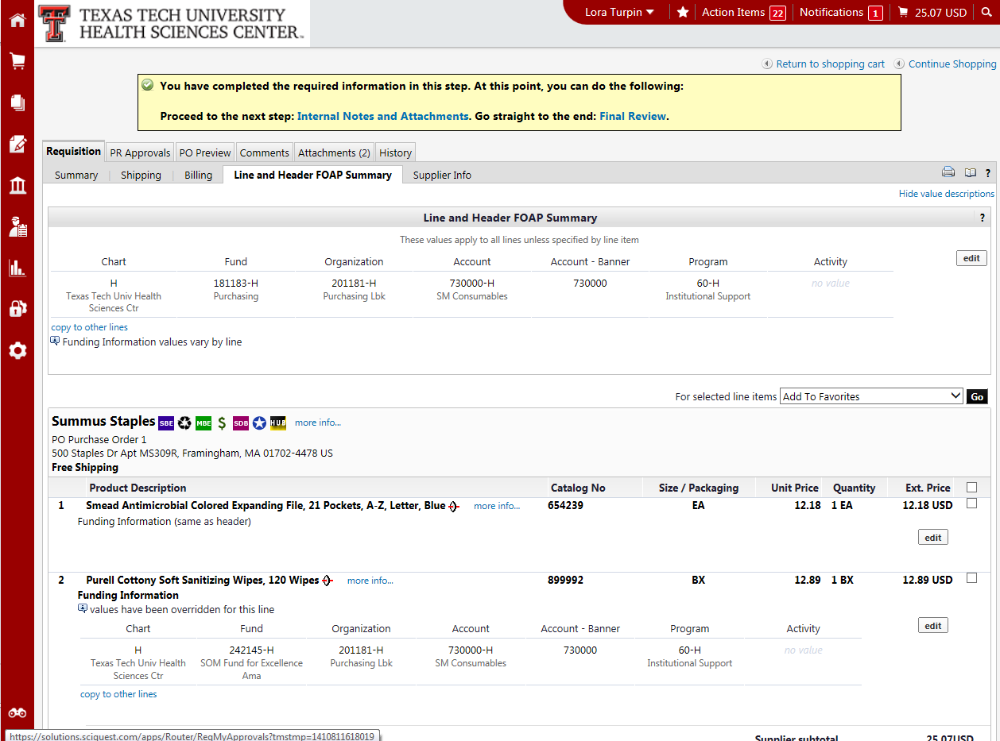 TEXAS TECH UNIVERSITY
HEALTH SCIENCES CENTER.
Lora Turpin Action Items 22 Notifications 1 25.07 USD
Return to shopping cart Continue Shopping
You have completed the required information in this step. At this point, you can do the following:
Proceed to the next step: Internal Notes and Attachments. Go straight to the end: Final Review.
Requisition PR Approvals PO Preview Comments Attachments (2) History
Summary Shipping Billing Line and Header FOAP Summary Supplier Info ?
Hide value descriptions
Line and Header FOAP Summary ?
These values apply to all lines unless specified by line item
Chart Fund Organization Account Account - Banner Program Activity edit
H 181183-H 201181-H 730000-H 730000 60-H no value
Texas Tech Univ Health Purchasing Purchasing Lbk SM Consumables Institutional Support
Sciences Ctr
copy to other lines
Funding Information values vary by line
For selected line items Add To Favorites Go
Summus Staples SBE MBE $ SDB HUB more info...
PO Purchase Order 1
500 Staples Dr Apt MS309R, Framingham, MA 01702-4478 US
Free Shipping
Product Description Catalog No Size / Packaging Unit Price Quantity Ext. Price
1 Smead Antimicrobial Colored Expanding File, 21 Pockets, A-Z, Letter, Blue more info... 654239 EA 12.18 1 EA 12.18 USD
Funding Information (same as header)
edit
2 Purell Cottony Soft Sanitizing Wipes, 120 Wipes more info... 899992 BX 12.89 1 BX 12.89 USD
Funding Information
values have been overridden for this line
Chart Fund Organization Account Account - Banner Program Activity edit
H 242145-H 201181-H 730000-H 730000 60-H no value
Texas Tech Univ Health SOM Fund for Excellence Purchasing Lbk SM Consumables Institutional Support
Sciences Ctr Ama
copy to other lines
https://solutions.sciquest.com/apps/Router/ReqMyApprovals?tmstmp=1410811618019 Supplier subtotal 25.07USD